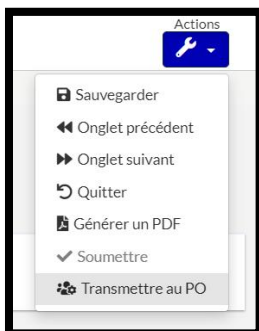 Actions
Sauvegarder
Onglet précédent
Onglet suivant
Quitter
Générer un PDF
Soumettre
Transmettre au PO